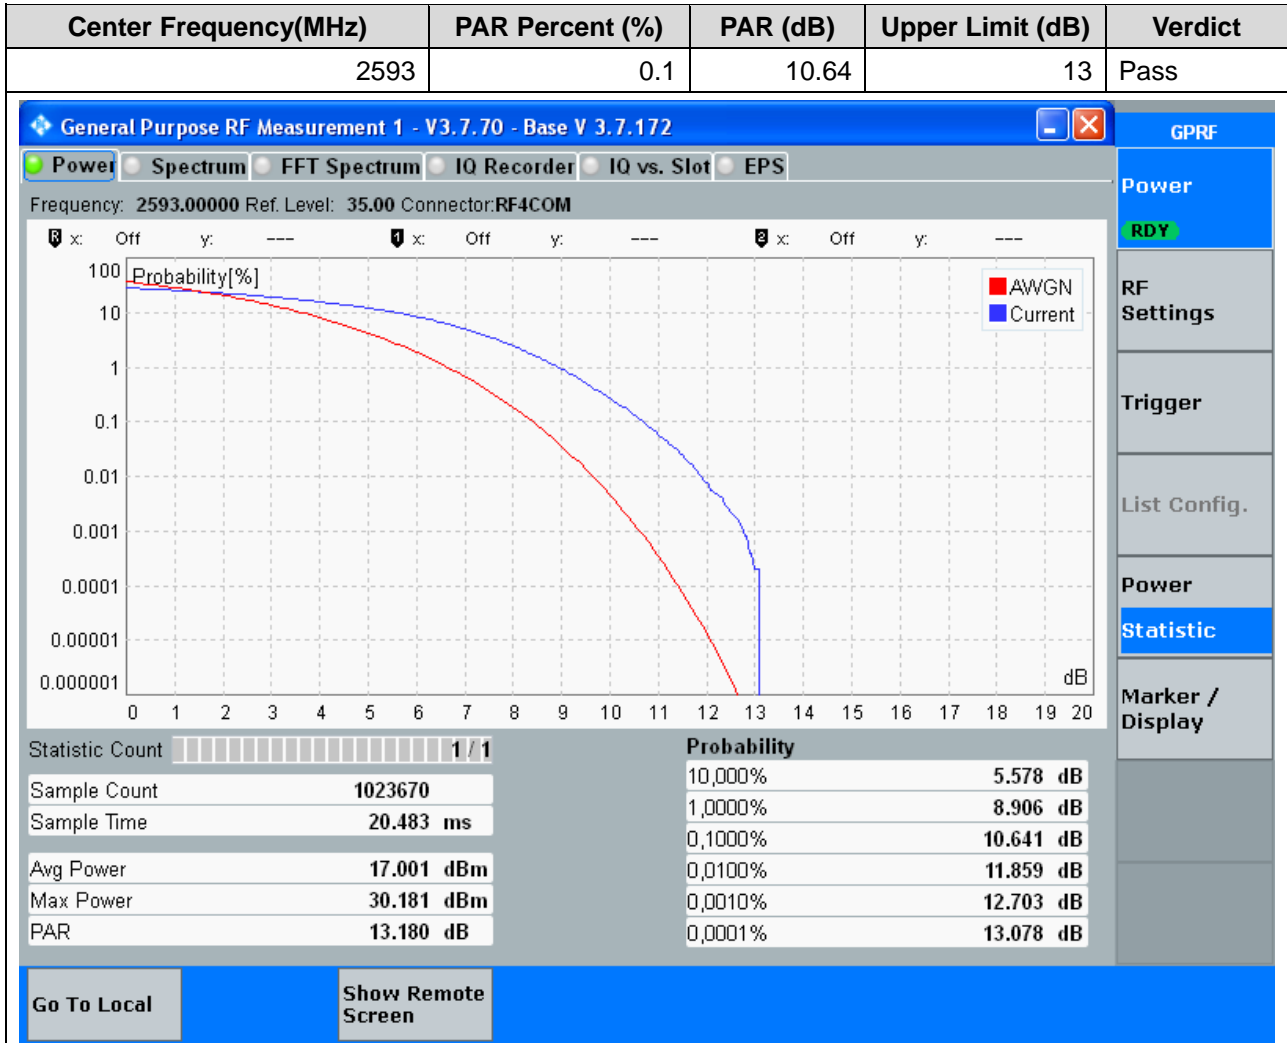 Center Frequency(MHz) PAR Percent (%) PAR (dB) Upper Limit (dB) Verdict
2593 0.1 10.64 13 Pass
General Purpose RF Measurement 1 - V3.7.70 - Base V 3.7.172
GPRF
Power Spectrum FFT Spectrum IQ Recorder IQ vs. Slot EPS
Frequency: 2593.00000 Ref. Level: 35.00 Connector:RF4COM
R x: Off y: --- 1 x: Off y: --- 2 x: Off y: ---
Probability[%]
100
10
1
0.1
0.01
0.001
0.0001
0.00001
0.000001
AWGN
Current
dB
0 1 2 3 4 5 6 7 8 9 10 11 12 13 14 15 16 17 18 19 20
Statistic Count 1 / 1
Sample Count 1023670
Sample Time 20.483 ms
Avg Power 17.001 dBm
Max Power 30.181 dBm
PAR 13.180 dB
Probability
10,000% 5.578 dB
1,0000% 8.906 dB
0,1000% 10.641 dB
0,0100% 11.859 dB
0,0010% 12.703 dB
0,0001% 13.078 dB
Power
RDY
RF
Settings
Trigger
List Config.
Power
Statistic
Marker /
Display
Go To Local
Show Remote
Screen